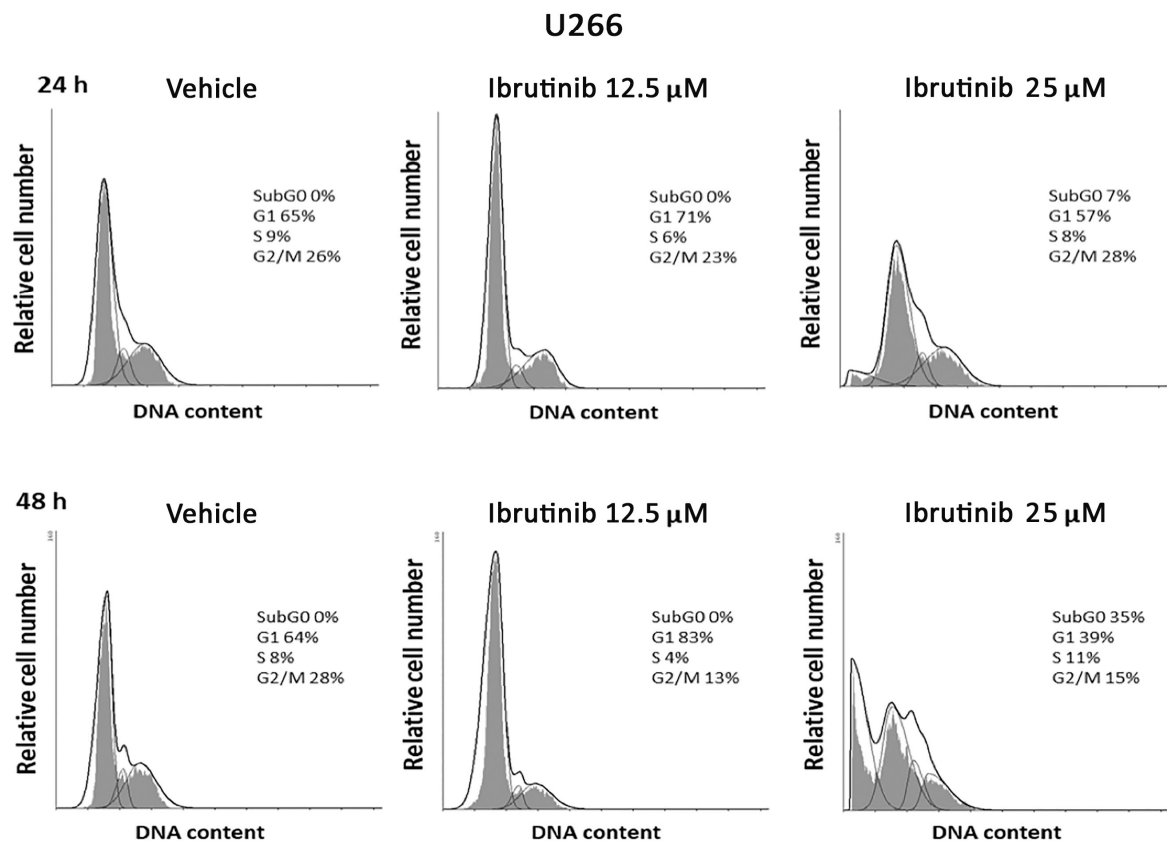 U266
24 h
Vehicle
Ibrutinib 12.5 μM
Ibrutinib 25 μM
Relative cell number
SubG0 0%
G1 65%
S 9%
G2/M 26%
DNA content
Relative cell number
SubG0 0%
G1 71%
S 6%
G2/M 23%
DNA content
Relative cell number
SubG0 7%
G1 57%
S 8%
G2/M 28%
DNA content
48 h
Vehicle
Ibrutinib 12.5 μM
Ibrutinib 25 μM
Relative cell number
SubG0 0%
G1 64%
S 8%
G2/M 28%
DNA content
Relative cell number
SubG0 0%
G1 83%
S 4%
G2/M 13%
DNA content
Relative cell number
SubG0 35%
G1 39%
S 11%
G2/M 15%
DNA content